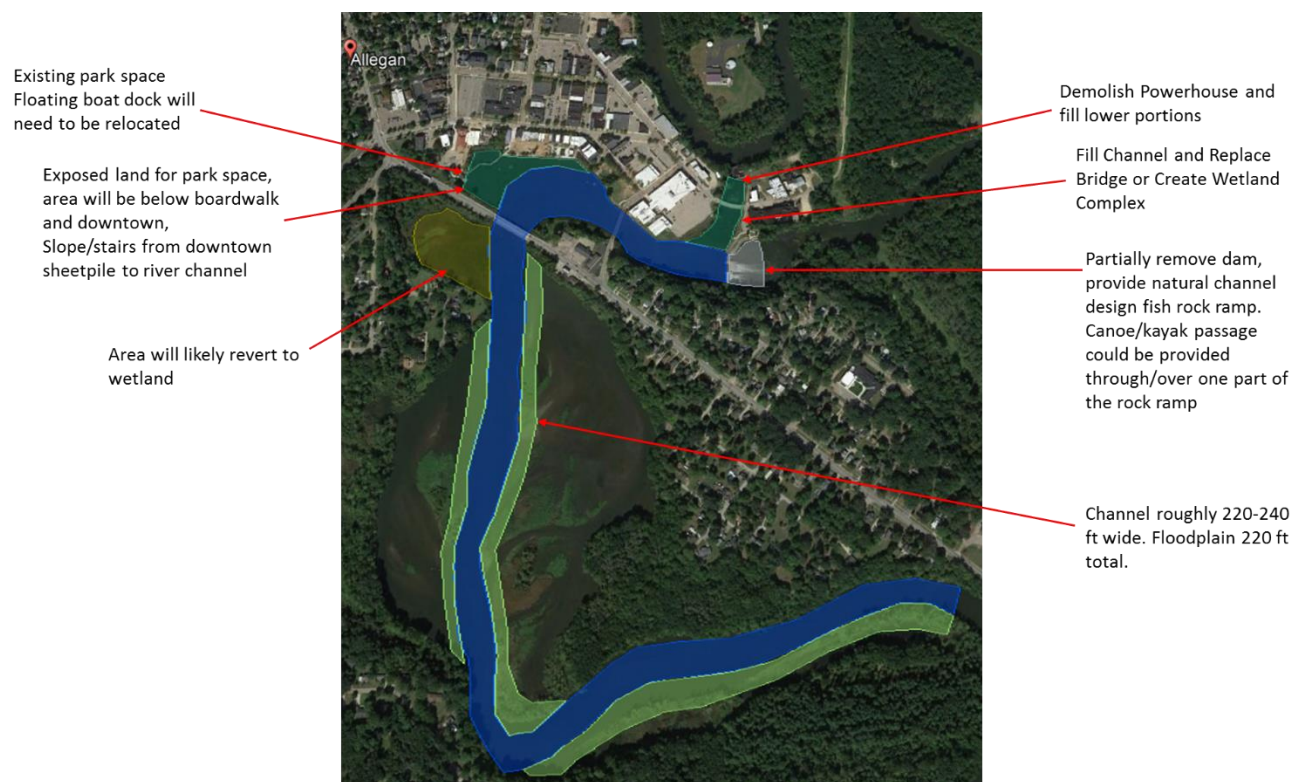 Allegan
Existing park space
Floating boat dock will
need to be relocated
Exposed land for park space,
area will be below boardwalk
and downtown,
Slope/stairs from downtown
sheetpile to river channel
Area will likely revert to
wetland
Demolish Powerhouse and
fill lower portions
Fill Channel and Replace
Bridge or Create Wetland
Complex
Partially remove dam,
provide natural channel
design fish rock ramp.
Canoe/kayak passage
could be provided
through/over one part of
the rock ramp
Channel roughly 220-240
ft wide. Floodplain 220 ft
total.